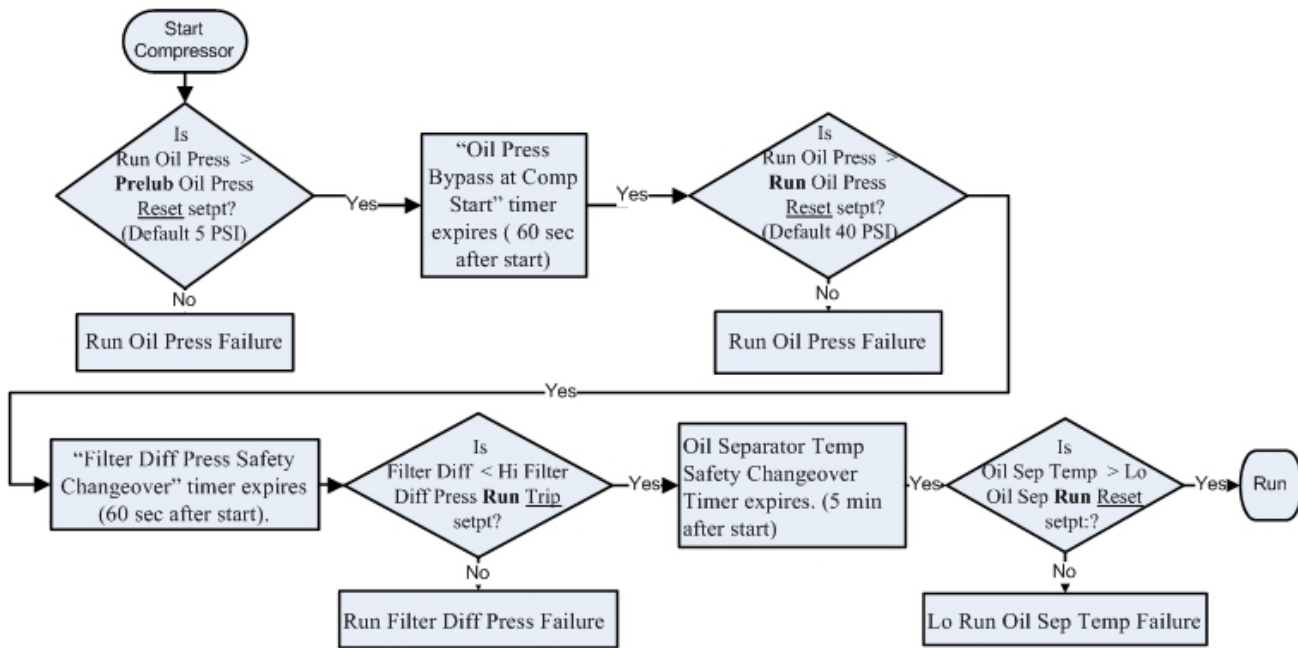 Start
Compressor
Is
Run Oil Press >
Prelub Oil Press
Reset setpt?
(Default 5 PSI)
Yes
No
Run Oil Press Failure
“Oil Press
Bypass at Comp
Start” timer
expires ( 60 sec
after start)
Yes
Is
Run Oil Press >
Run Oil Press
Reset setpt?
(Default 40 PSI)
No
Run Oil Press Failure
Yes
“Filter Diff Press Safety
Changeover” timer expires
(60 sec after start).
Is
Filter Diff < Hi Filter
Diff Press Run Trip
setpt?
Yes
No
Run Filter Diff Press Failure
Oil Separator Temp
Safety Changeover
Timer expires. (5 min
after start)
Yes
Is
Oil Sep Temp > Lo
Oil Sep Run Reset
setpt:?
Yes
No
Lo Run Oil Sep Temp Failure
Run